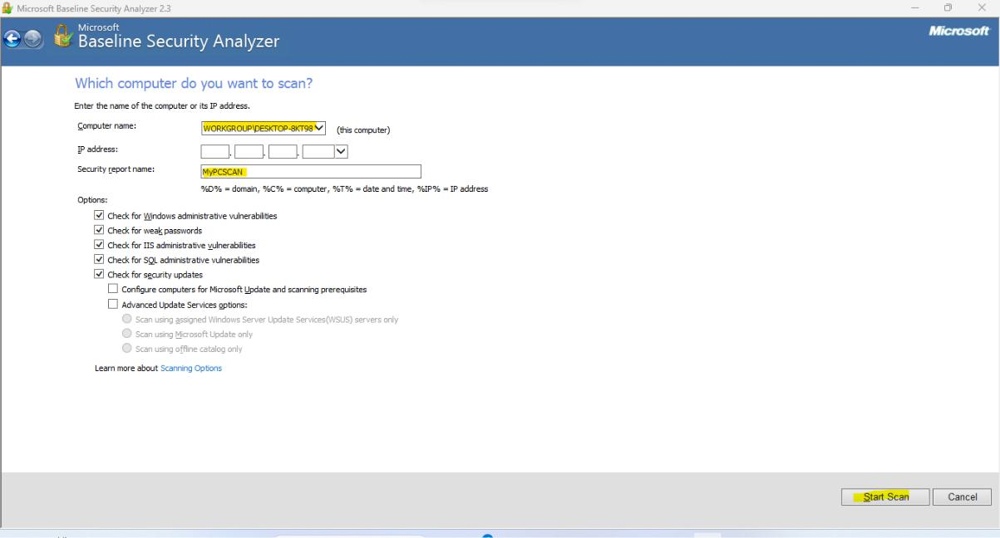 Microsoft Baseline Security Analyzer 2.3
Microsoft
Baseline Security Analyzer
Microsoft
Which computer do you want to scan?
Enter the name of the computer or its IP address.
Computer name: WORKGROUP\DESKTOP-8KT98 (this computer)
IP address: . . .
Security report name: MyPCSCAN
%D% = domain, %C% = computer, %T% = date and time, %IP% = IP address
Options:
Check for Windows administrative vulnerabilities
Check for weak passwords
Check for IIS administrative vulnerabilities
Check for SQL administrative vulnerabilities
Check for security updates
Configure computers for Microsoft Update and scanning prerequisites
Advanced Update Services options:
Scan using assigned Windows Server Update Services(WSUS) servers only
Scan using Microsoft Update only
Scan using offline catalog only
Learn more about Scanning Options
Start Scan Cancel